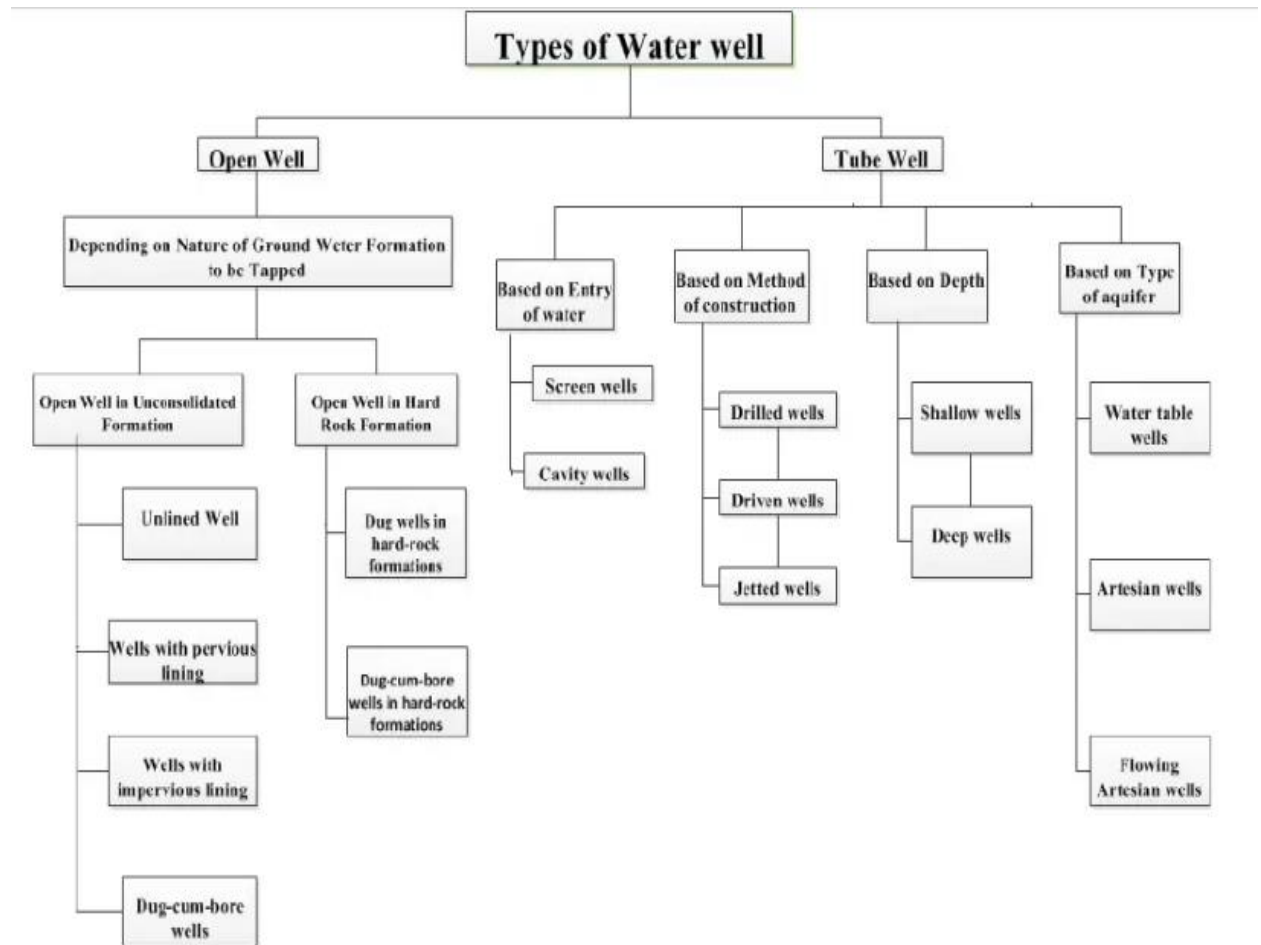 Types of Water well
Open Well
Tube Well
Depending on Nature of Ground Weter Formation
to be Tapped
Based on Entry
of water
Based on Method
of construction
Based on Depth
Based on Type
of aquifer
Open Well in Unconsolidated
Formation
Open Well in Hard
Rock Formation
Screen wells
Cavity wells
Drilled wells
Driven wells
Jetted wells
Shallow wells
Deep wells
Water table
wells
Artesian wells
Flowing
Artesian wells
Unlined Well
Wells with pervious
lining
Wells with
impervious lining
Dug-cum-bore
wells
Dug wells in
hard-rock
formations
Dug-cum-bore
wells in hard-rock
formations